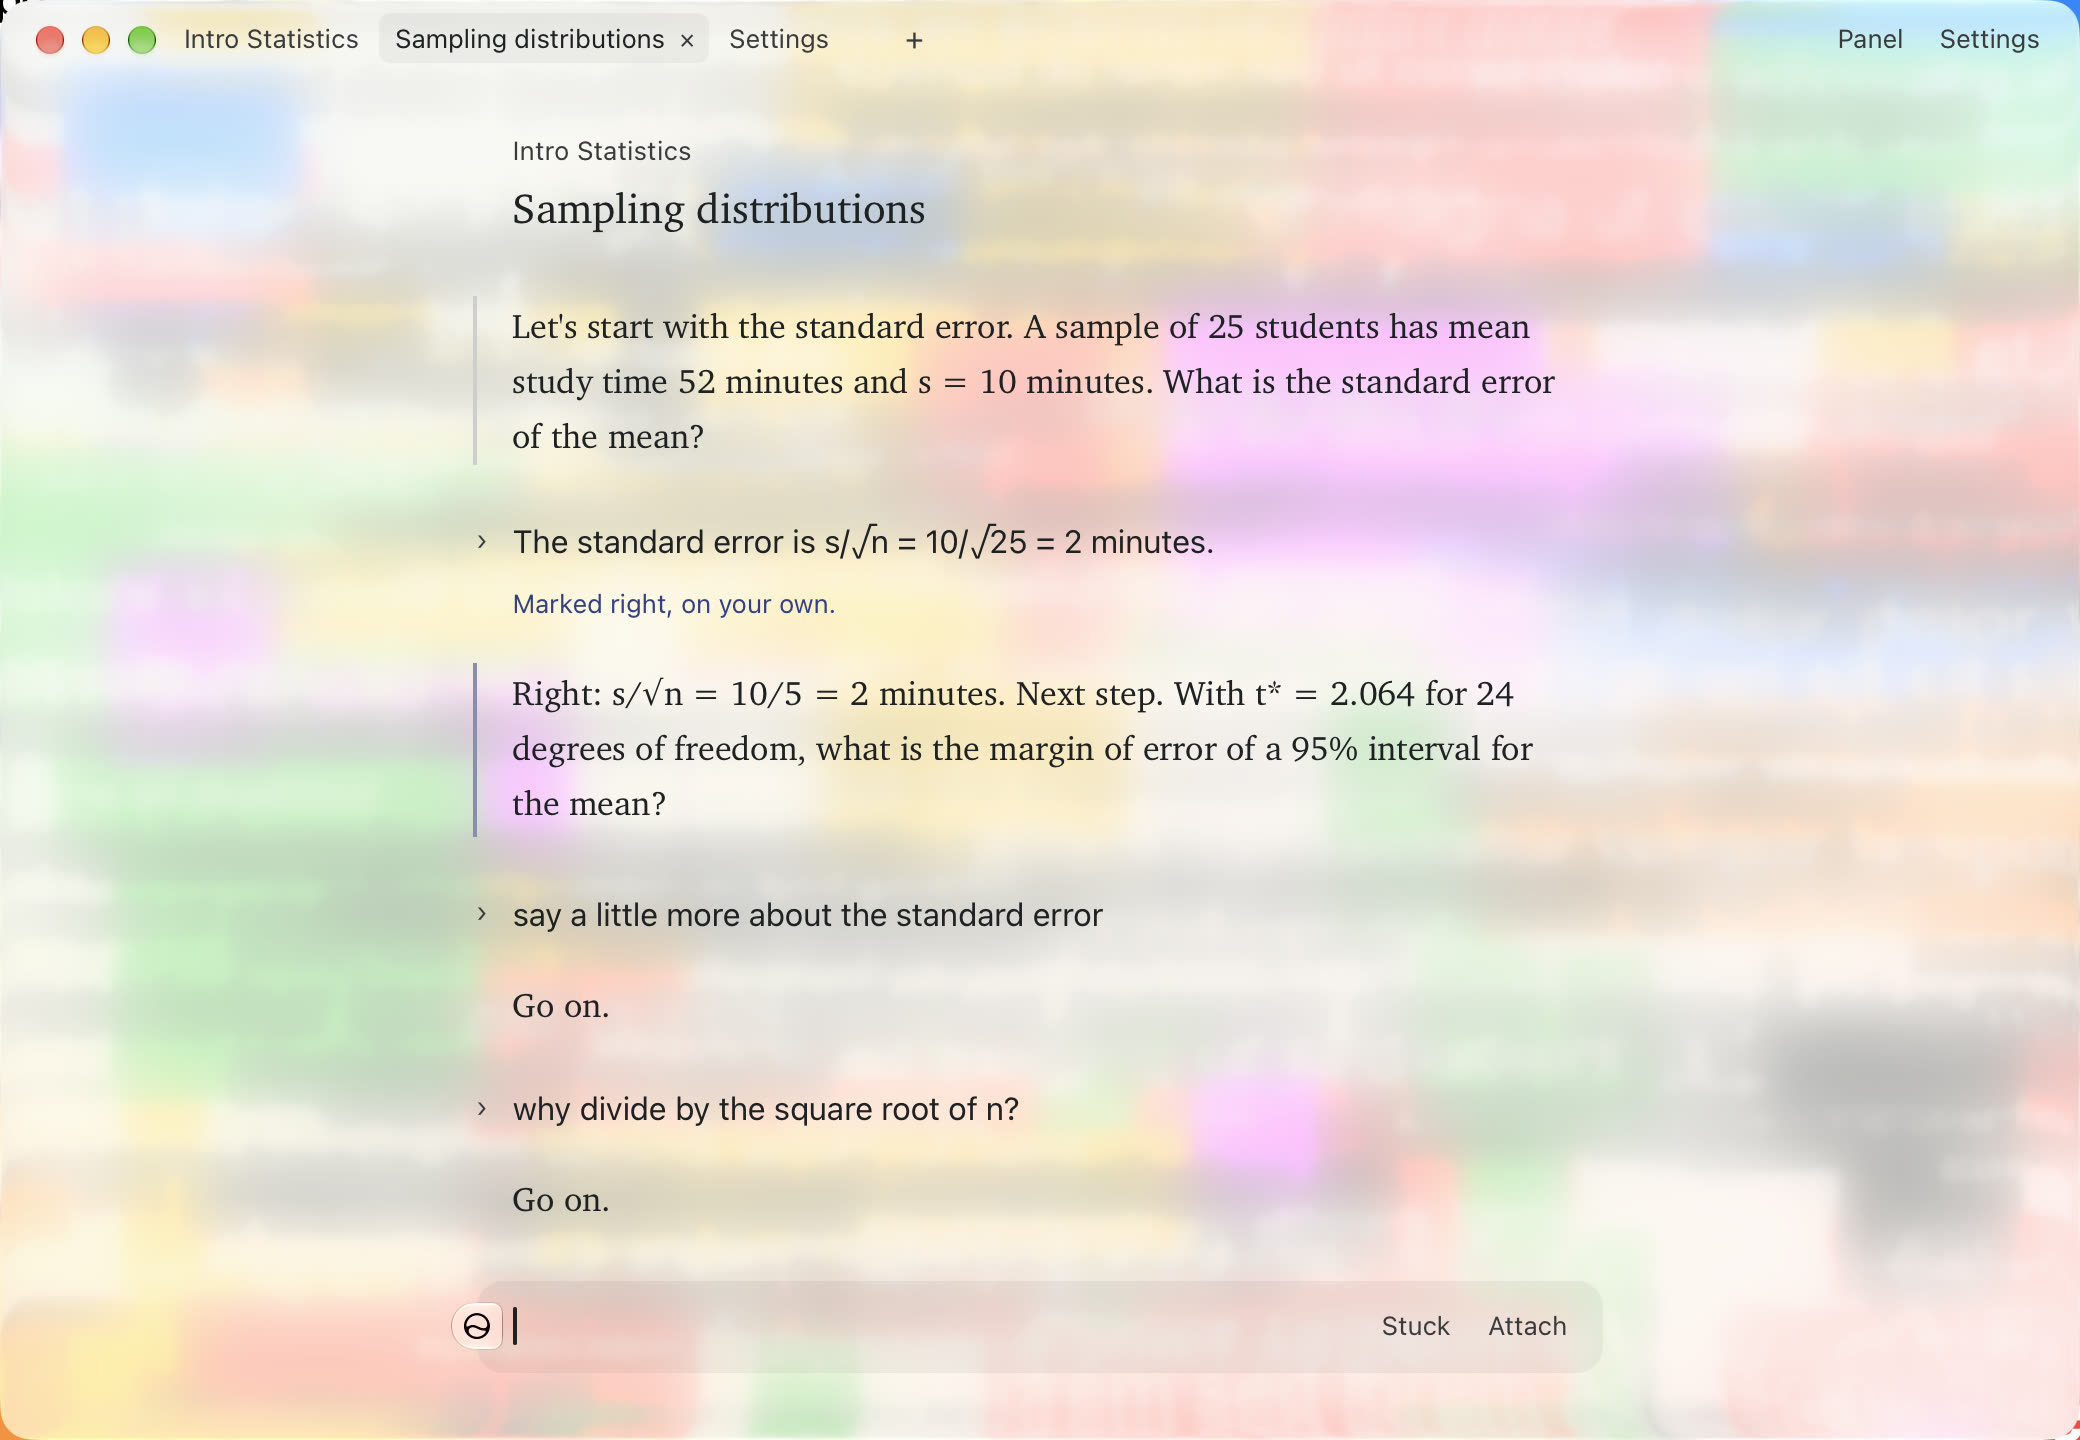 Intro Statistics
Sampling distributions ×
Settings
+
Panel
Settings
Intro Statistics
Sampling distributions
Let's start with the standard error. A sample of 25 students has mean
study time 52 minutes and s = 10 minutes. What is the standard error
of the mean?
› The standard error is s/√n = 10/√25 = 2 minutes.
Marked right, on your own.
Right: s/√n = 10/5 = 2 minutes. Next step. With t* = 2.064 for 24
degrees of freedom, what is the margin of error of a 95% interval for
the mean?
› say a little more about the standard error
Go on.
› why divide by the square root of n?
Go on.
Stuck
Attach